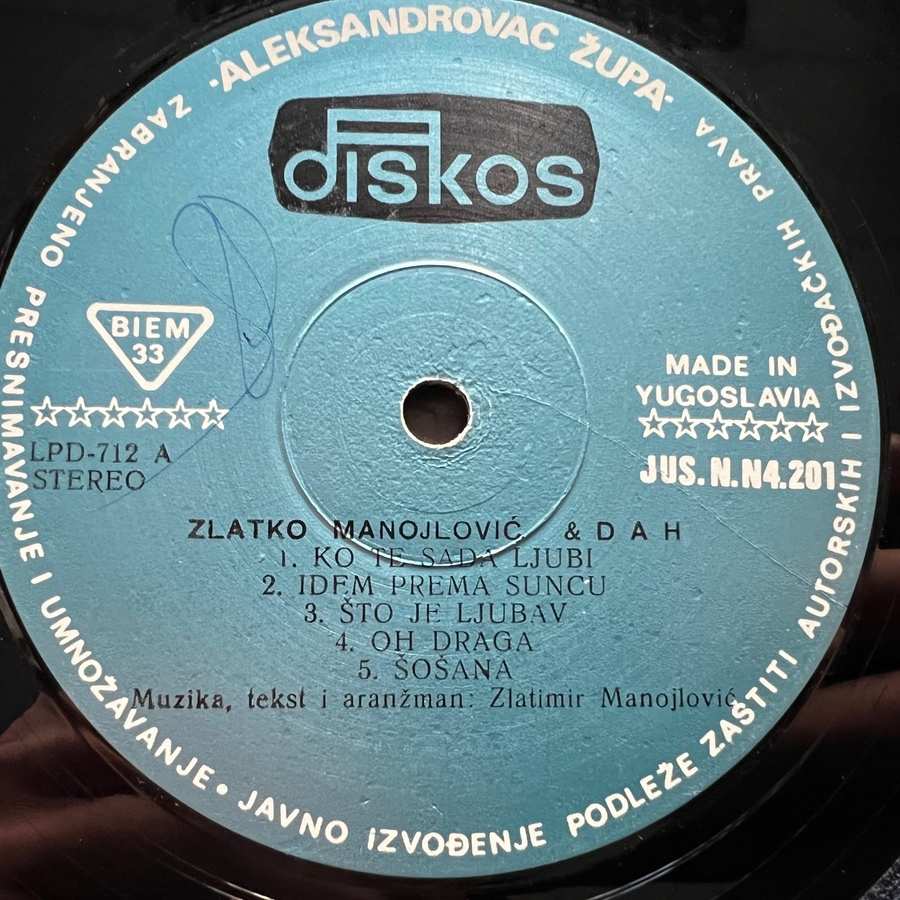 ·ALEKSANDROVAC ŽUPA·
ZABRANJENO PRESNIMAVANJE I UMNOŽAVANJE • JAVNO IZVOĐENJE PODLEŽE ZAŠTITI AUTORSKIH I IZVOĐAČKIH PRAVA
diskos
BIEM
33
MADE IN
YUGOSLAVIA
LPD-712 A
STEREO
JUS.N.N4.201
ZLATKO MANOJLOVIĆ & DAH
1. KO TE SADA LJUBI
2. IDEM PREMA SUNCU
3. ŠTO JE LJUBAV
4. OH DRAGA
5. ŠOŠANA
Muzika, tekst i aranžman: Zlatimir Manojlović